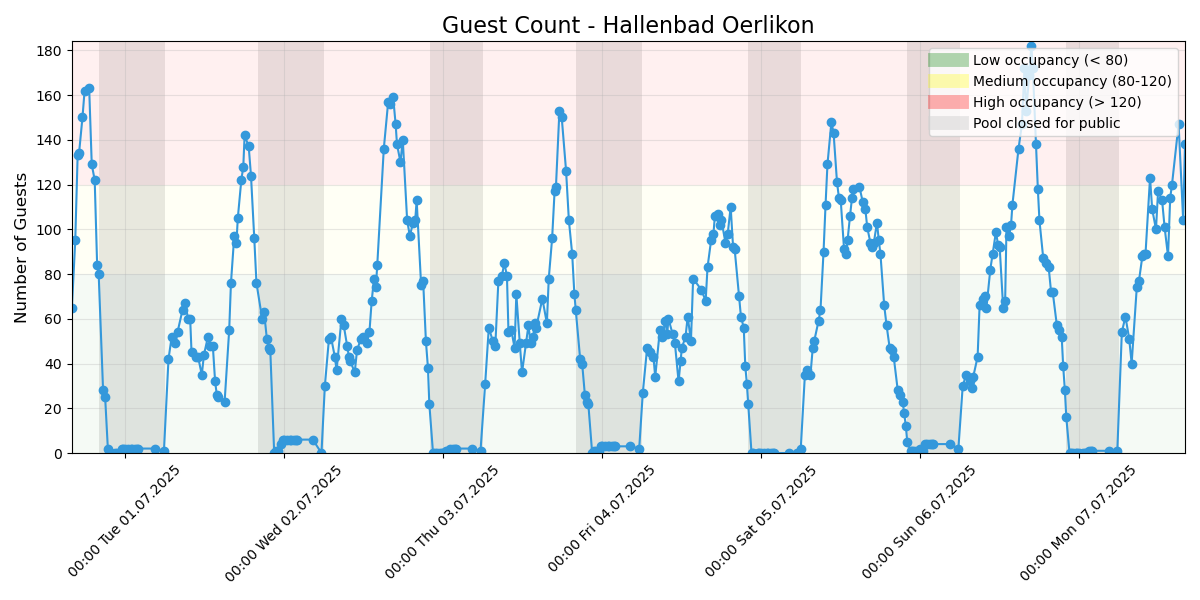 Guest Count - Hallenbad Oerlikon
Number of Guests
180
160
140
120
100
80
60
40
20
0
Low occupancy (< 80)
Medium occupancy (80-120)
High occupancy (> 120)
Pool closed for public
00:00 Tue 01.07.2025
00:00 Wed 02.07.2025
00:00 Thu 03.07.2025
00:00 Fri 04.07.2025
00:00 Sat 05.07.2025
00:00 Sun 06.07.2025
00:00 Mon 07.07.2025